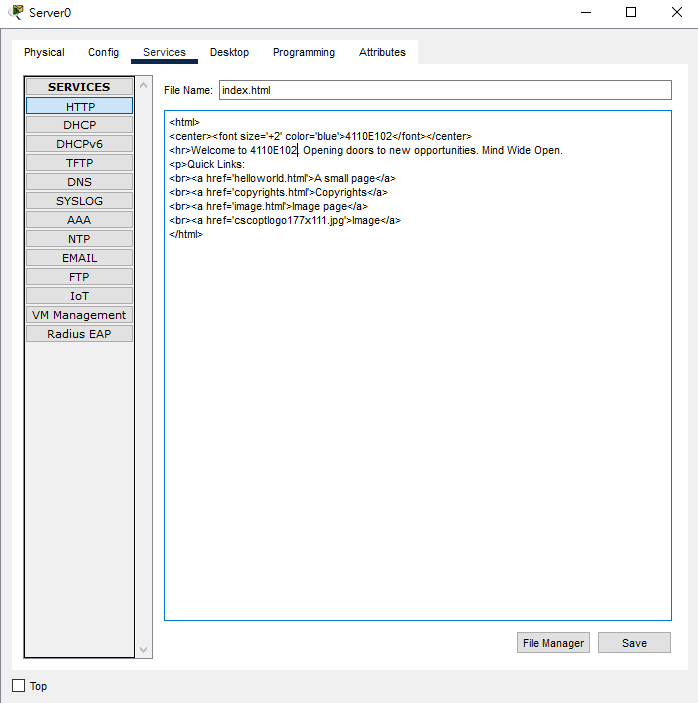 Server0
Physical Config Services Desktop Programming Attributes
SERVICES
HTTP
DHCP
DHCPv6
TFTP
DNS
SYSLOG
AAA
NTP
EMAIL
FTP
IoT
VM Management
Radius EAP
File Name: index.html
<html>
<center><font size='+2' color='blue'>4110E102</font></center>
<hr>Welcome to 4110E102. Opening doors to new opportunities. Mind Wide Open.
<p>Quick Links:
<br><a href='helloworld.html'>A small page</a>
<br><a href='copyrights.html'>Copyrights</a>
<br><a href='image.html'>Image page</a>
<br><a href='cscoptlogo177x111.jpg'>Image</a>
</html>
File Manager Save
Top